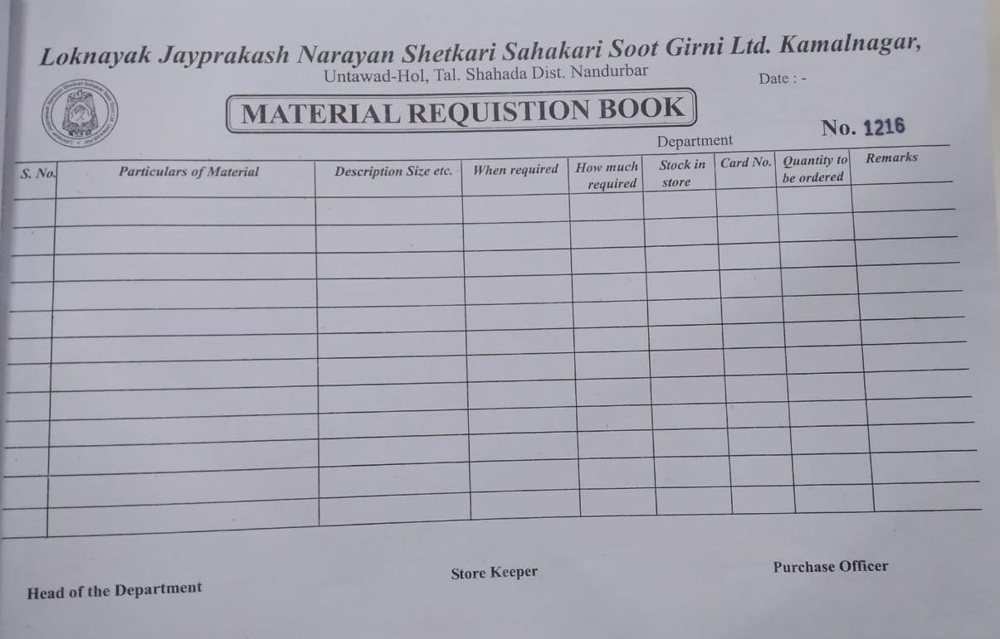 Loknayak Jayprakash Narayan Shetkari Sahakari Soot Girni Ltd. Kamalnagar,
Untawad-Hol, Tal. Shahada Dist. Nandurbar
Date : -
MATERIAL REQUISTION BOOK
No. 1216
Department
S. No. Particulars of Material Description Size etc. When required How much required Stock in store Card No. Quantity to be ordered Remarks
Head of the Department Store Keeper Purchase Officer